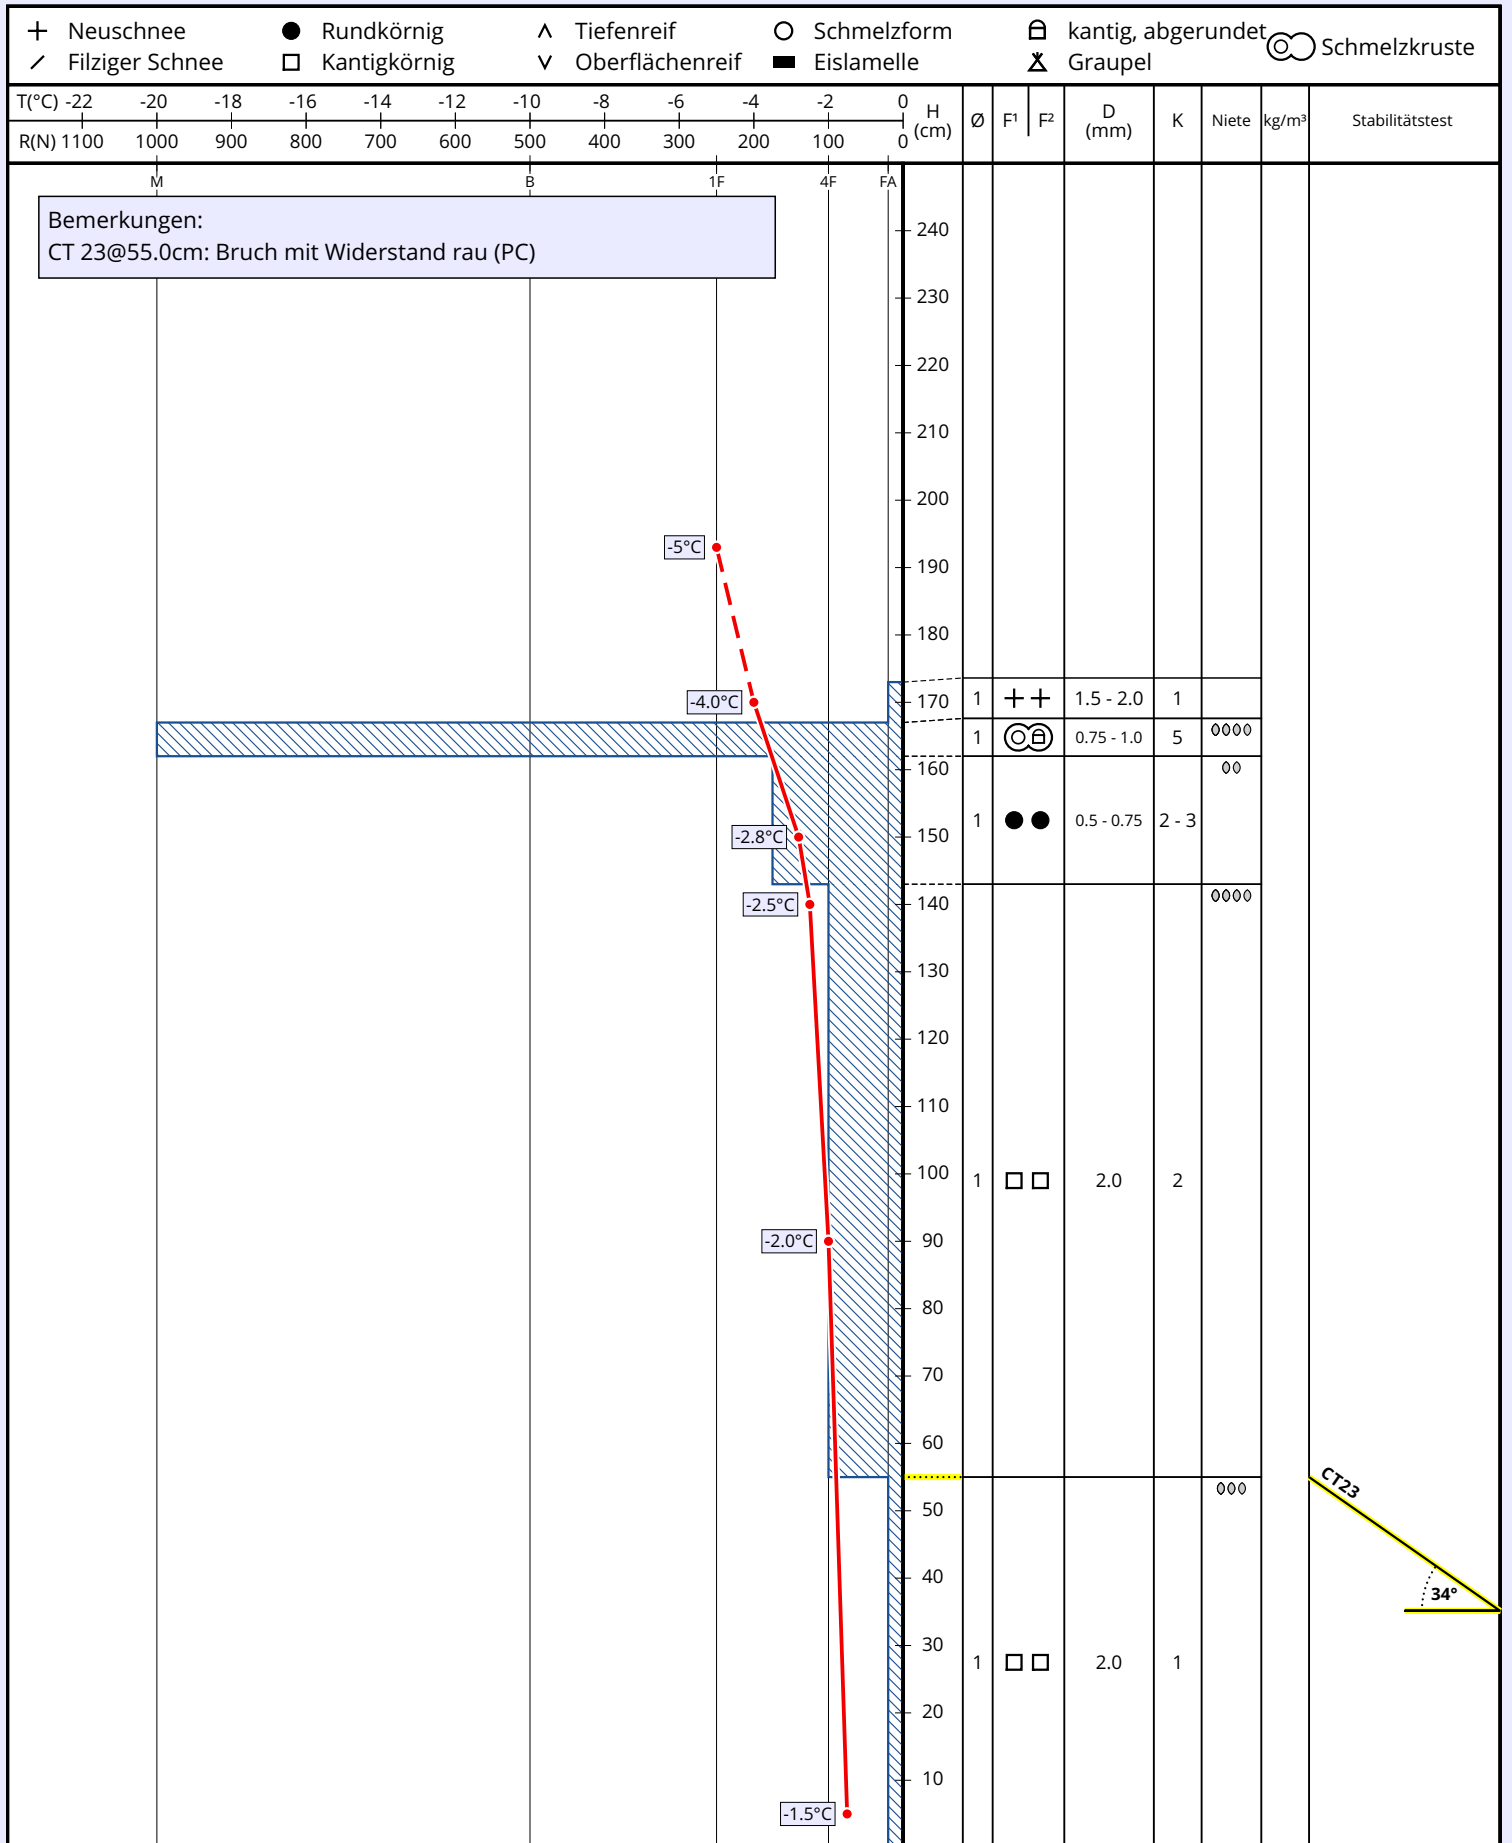 Neuschnee Rundkörnig Tiefenreif Schmelzform kantig, abgerundet Schmelzkruste
Filziger Schnee Kantigkörnig Oberflächenreif Eislamelle Graupel
T(°C) -22 -20 -18 -16 -14 -12 -10 -8 -6 -4 -2 0
R(N) 1100 1000 900 800 700 600 500 400 300 200 100 0
H (cm) Ø F¹ F² D (mm) K Niete kg/m³ Stabilitätstest
M B 1F 4F FA
Bemerkungen:
CT 23@55.0cm: Bruch mit Widerstand rau (PC)
240
230
220
210
200
-5°C
190
180
-4.0°C 170 1 1.5 - 2.0 1
1 0.75 - 1.0 5
160
1 0.5 - 0.75 2 - 3
-2.8°C 150
-2.5°C 140
130
120
110
100 1 2.0 2
-2.0°C 90
80
70
60
CT23
50
40
34°
30
1 2.0 1
20
10
-1.5°C